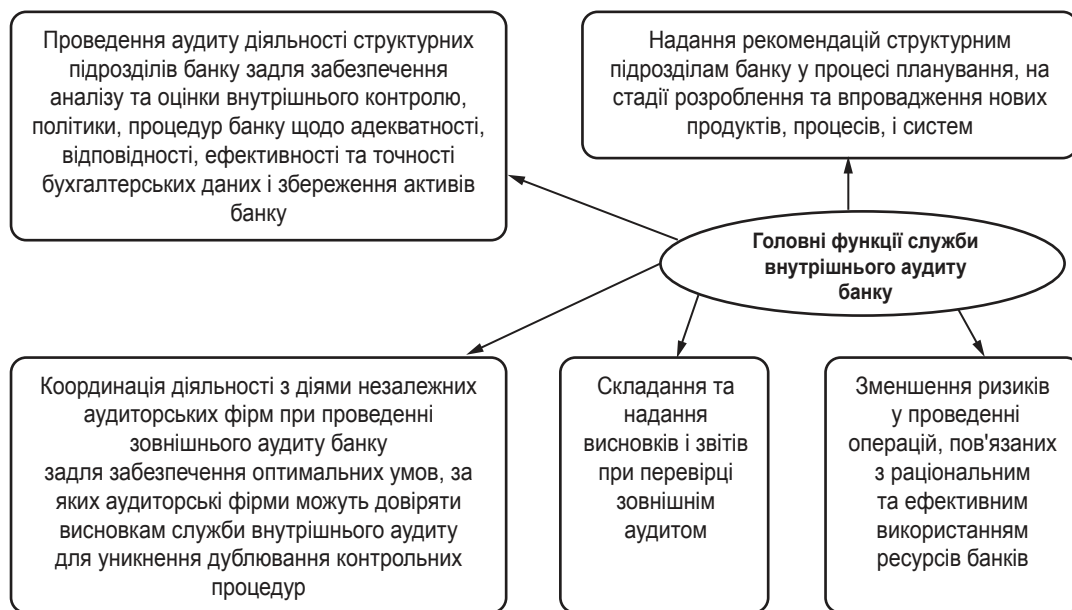 Проведення аудиту діяльності структурних
підрозділів банку задля забезпечення
аналізу та оцінки внутрішнього контролю,
політики, процедур банку щодо адекватності,
відповідності, ефективності та точності
бухгалтерських даних і збереження активів
банку
Надання рекомендацій структурним
підрозділам банку у процесі планування, на
стадії розроблення та впровадження нових
продуктів, процесів, і систем
Головні функції служби
внутрішнього аудиту
банку
Координація діяльності з діями незалежних
аудиторських фірм при проведенні
зовнішнього аудиту банку
задля забезпечення оптимальних умов, за
яких аудиторські фірми можуть довіряти
висновкам служби внутрішнього аудиту
для уникнення дублювання контрольних
процедур
Складання та
надання
висновків і звітів
при перевірці
зовнішнім
аудитом
Зменшення ризиків
у проведенні
операцій, пов'язаних
з раціональним
та ефективним
використанням
ресурсів банків